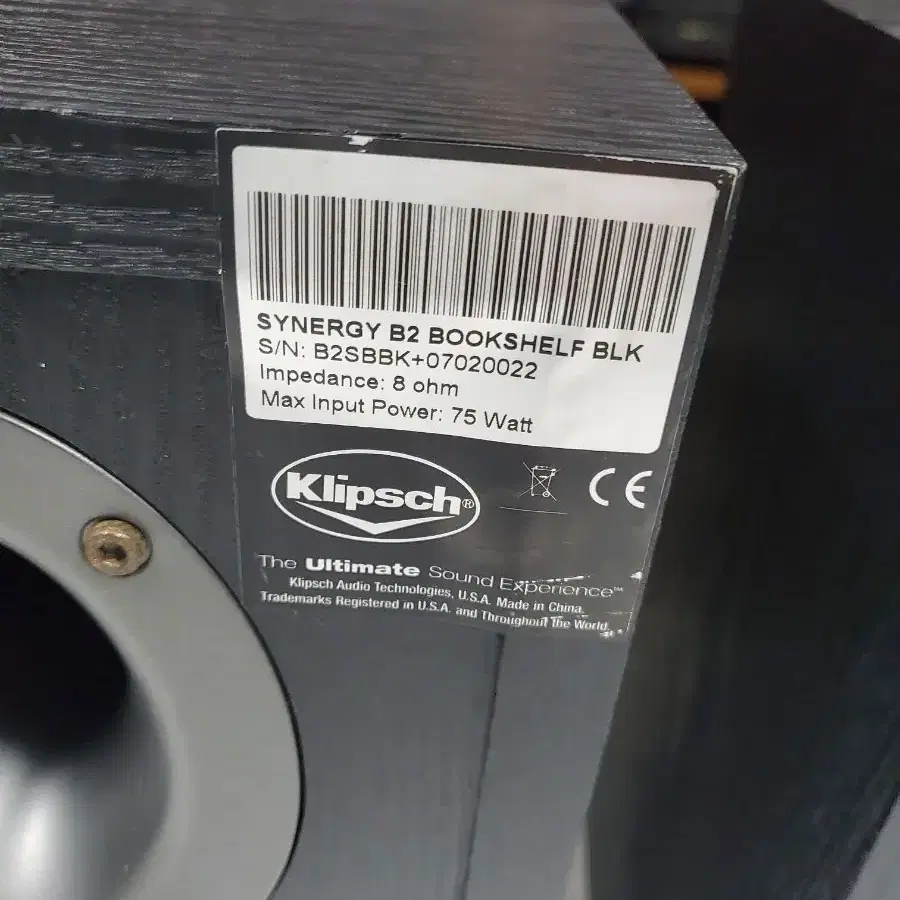 SYNERGY B2 BOOKSHELF BLK
S/N: B2SBBK+07020022
Impedance: 8 ohm
Max Input Power: 75 Watt
Klipsch®
CE
The Ultimate Sound Experience™
Klipsch Audio Technologies, U.S.A. Made in China.
Trademarks Registered in U.S.A. and Throughout The World.